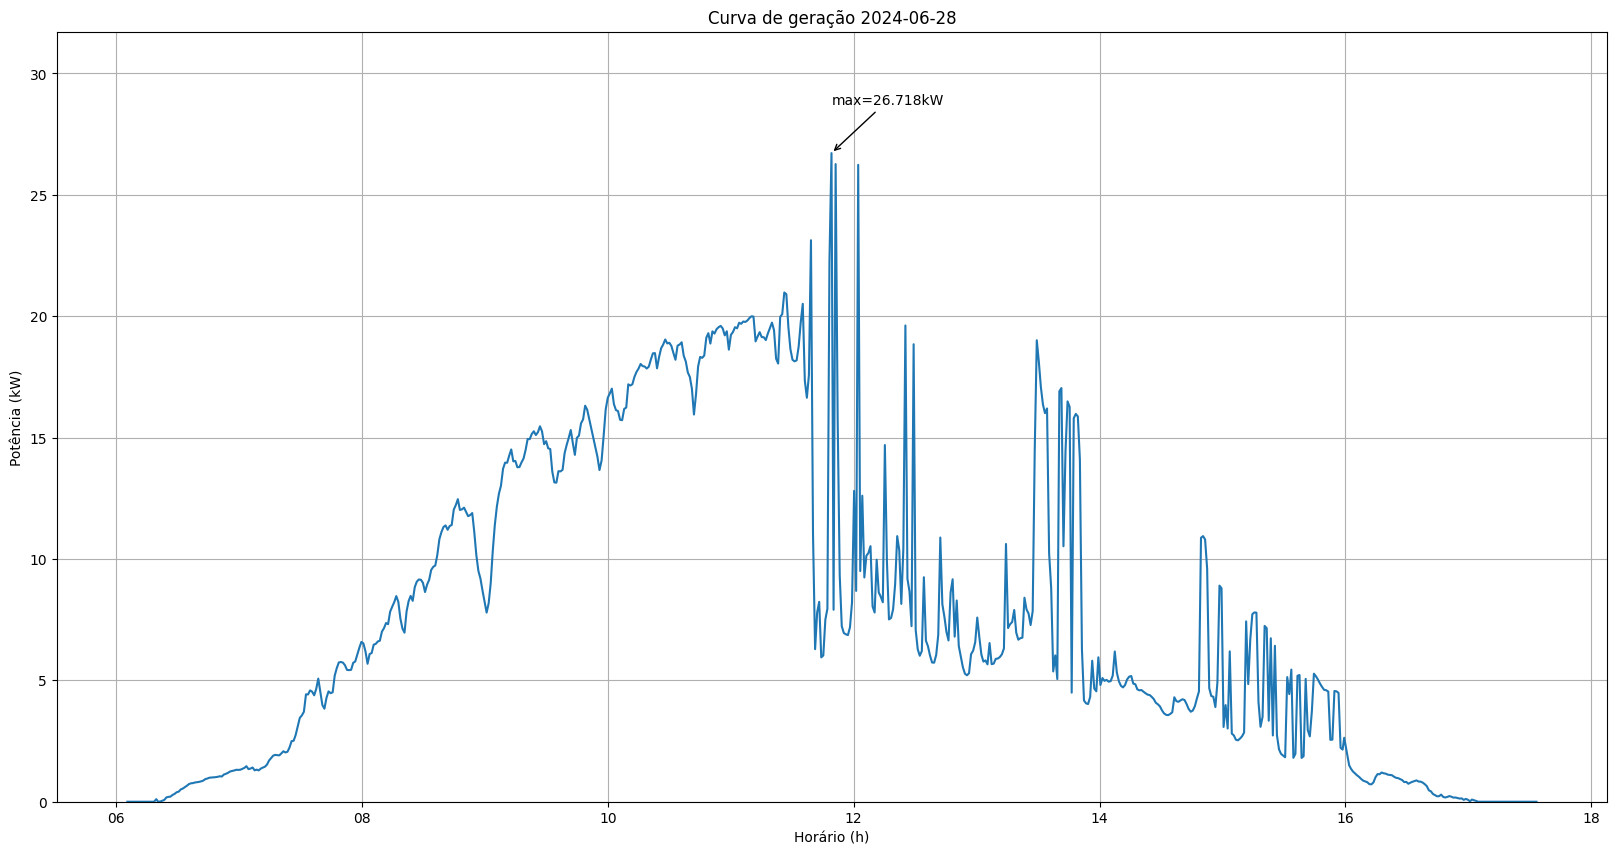 Curva de geração 2024-06-28
30
max=26.718kW
25
20
15
10
5
0
Potência (kW)
06 08 10 12 14 16 18
Horário (h)